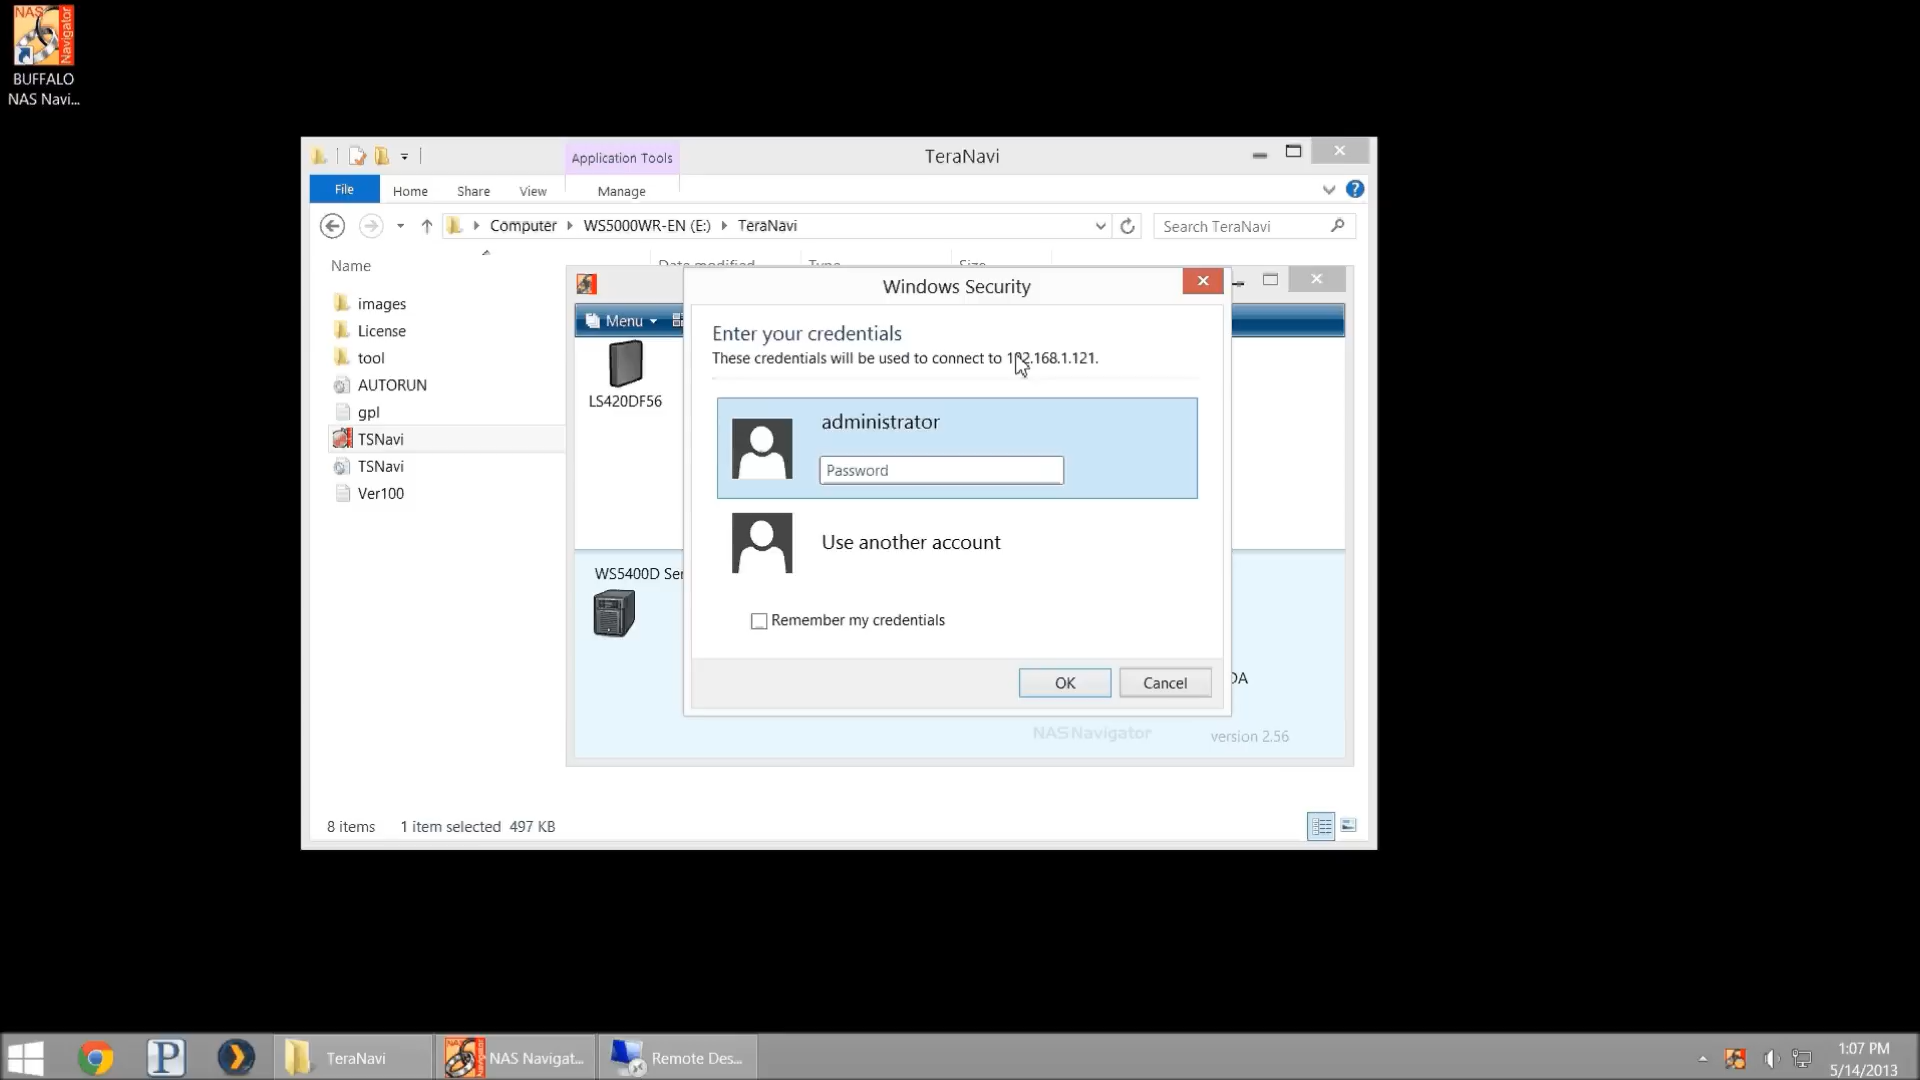 NAS
Navigator
BUFFALO
NAS Navi...
Application Tools
TeraNavi
File
Home
Share
View
Manage
Computer
WS5000WR-EN (E:)
TeraNavi
Search TeraNavi
Name
Date modified
Type
Size
images
License
tool
AUTORUN
gpl
TSNavi
TSNavi
Ver100
Menu
LS420DF56
WS5400D Ser
DA
NAS Navigator
version 2.56
Windows Security
Enter your credentials
These credentials will be used to connect to 192.168.1.121.
administrator
Password
Use another account
Remember my credentials
OK
Cancel
8 items
1 item selected 497 KB
TeraNavi
NAS Navigat...
Remote Des...
1:07 PM
5/14/2013